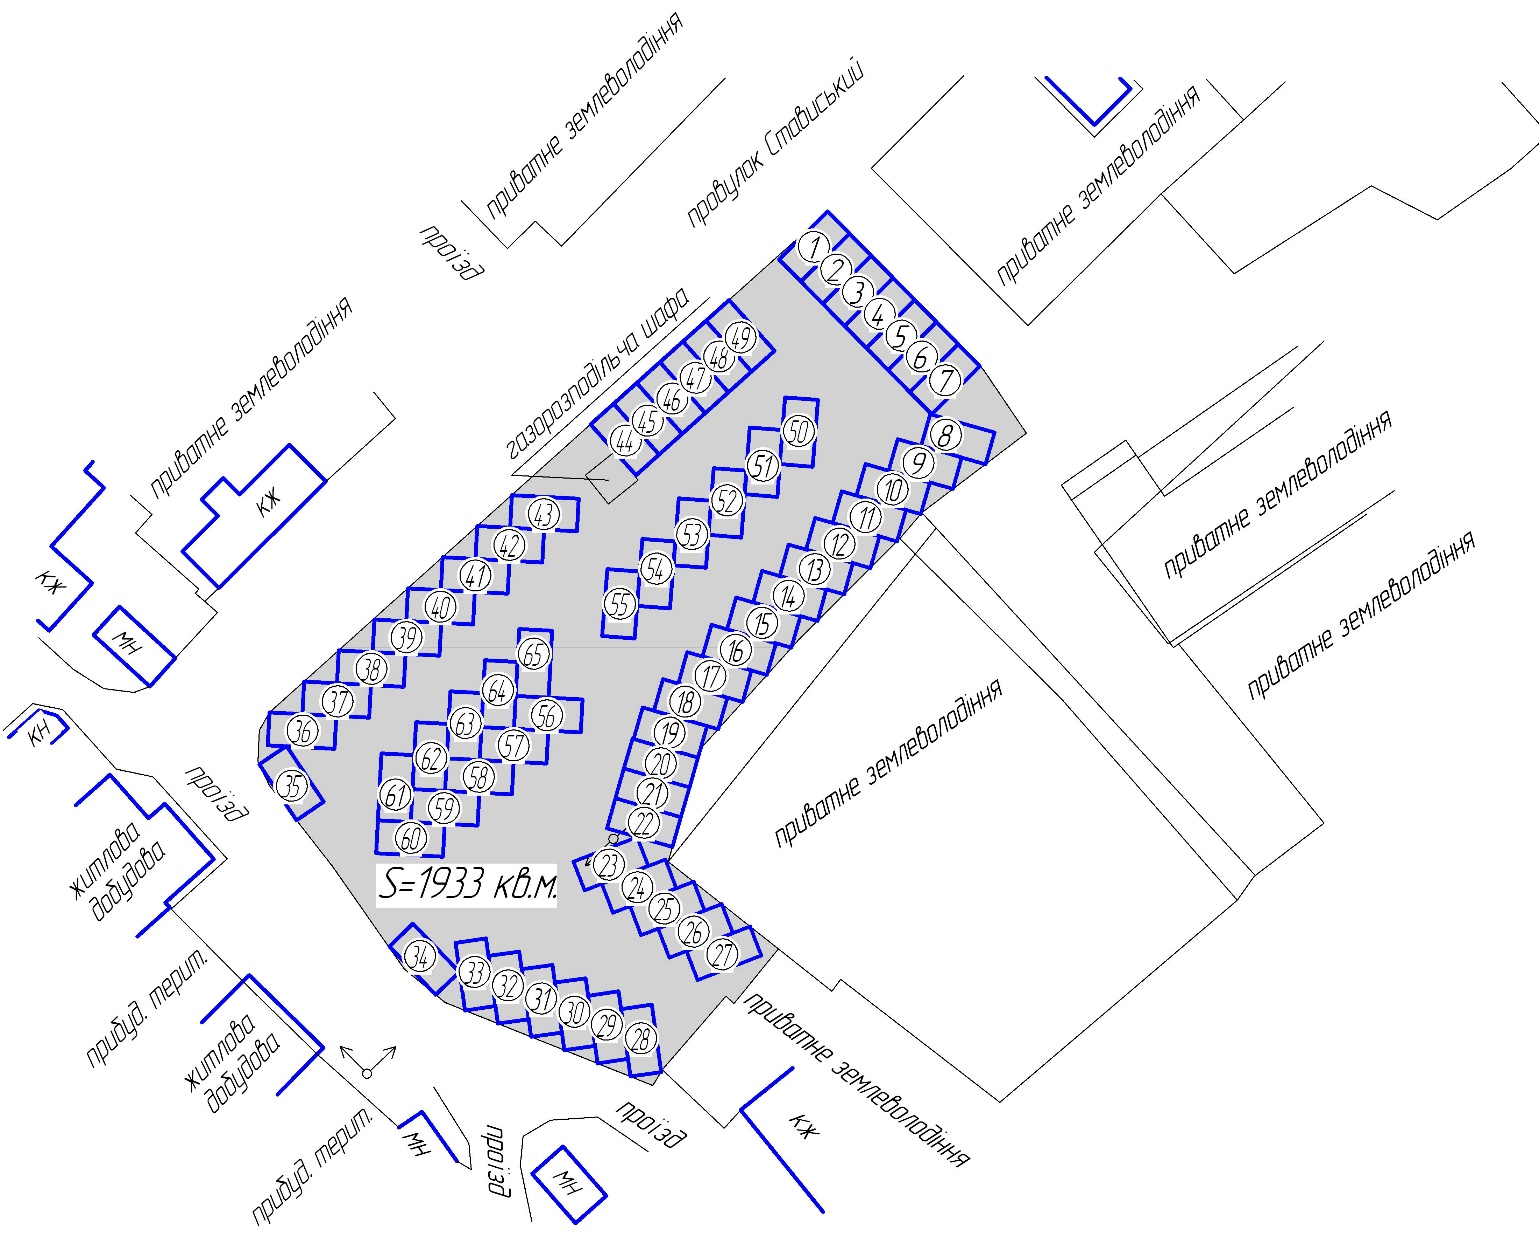 приватне землеволодіння
провулок Стависький
приватне землеволодіння
проїзд
газорозподільча шафа
приватне землеволодіння
1
2
3
4
5
6
7
8
9
10
11
12
13
14
15
16
17
18
19
20
21
22
23
24
25
26
27
28
29
30
31
32
33
34
35
36
37
38
39
40
41
42
43
44
45
46
47
48
49
50
51
52
53
54
55
56
57
58
59
60
61
62
63
64
65
КЖ
КЖ
МН
КН
проїзд
приватне землеволодіння
приватне землеволодіння
приватне землеволодіння
S=1933 кв.м.
житлова
добудова
прибуд. терит.
житлова
добудова
прибуд. терит.
МН
проїзд
МН
проїзд
приватне землеволодіння
КЖ